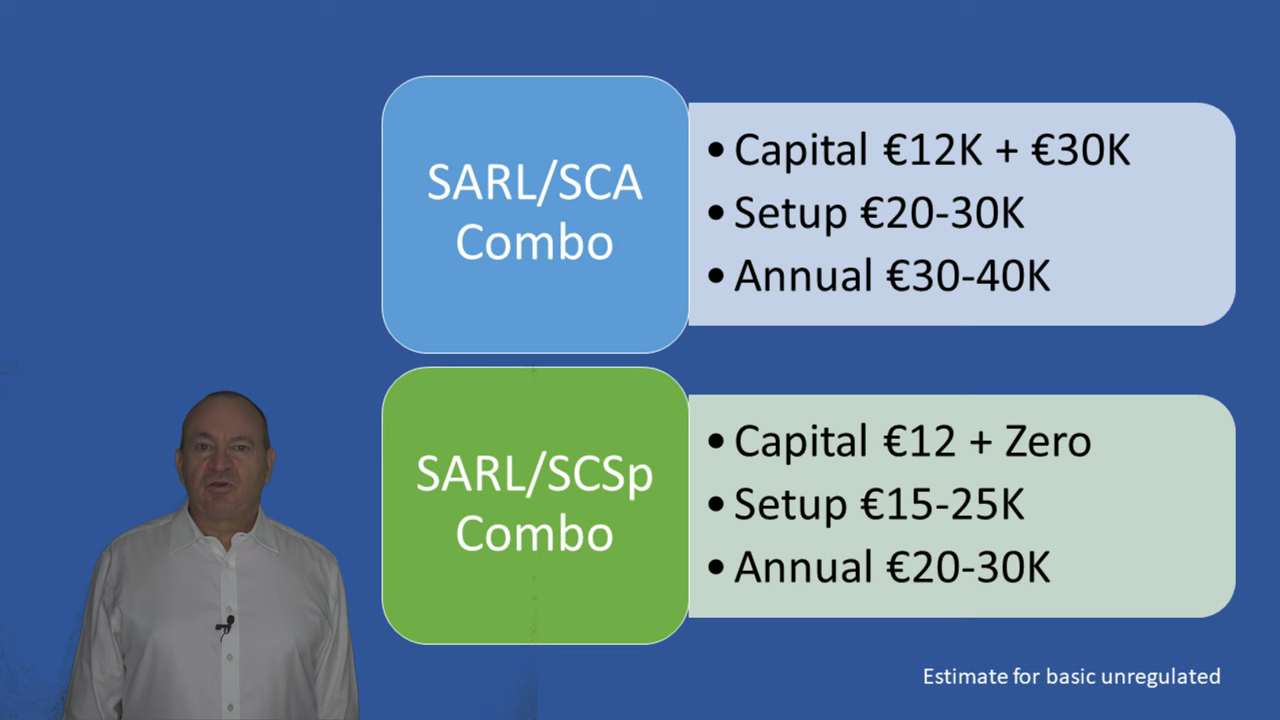 SARL/SCA
Combo
• Capital €12K + €30K
• Setup €20-30K
• Annual €30-40K
SARL/SCSp
Combo
• Capital €12 + Zero
• Setup €15-25K
• Annual €20-30K
Estimate for basic unregulated